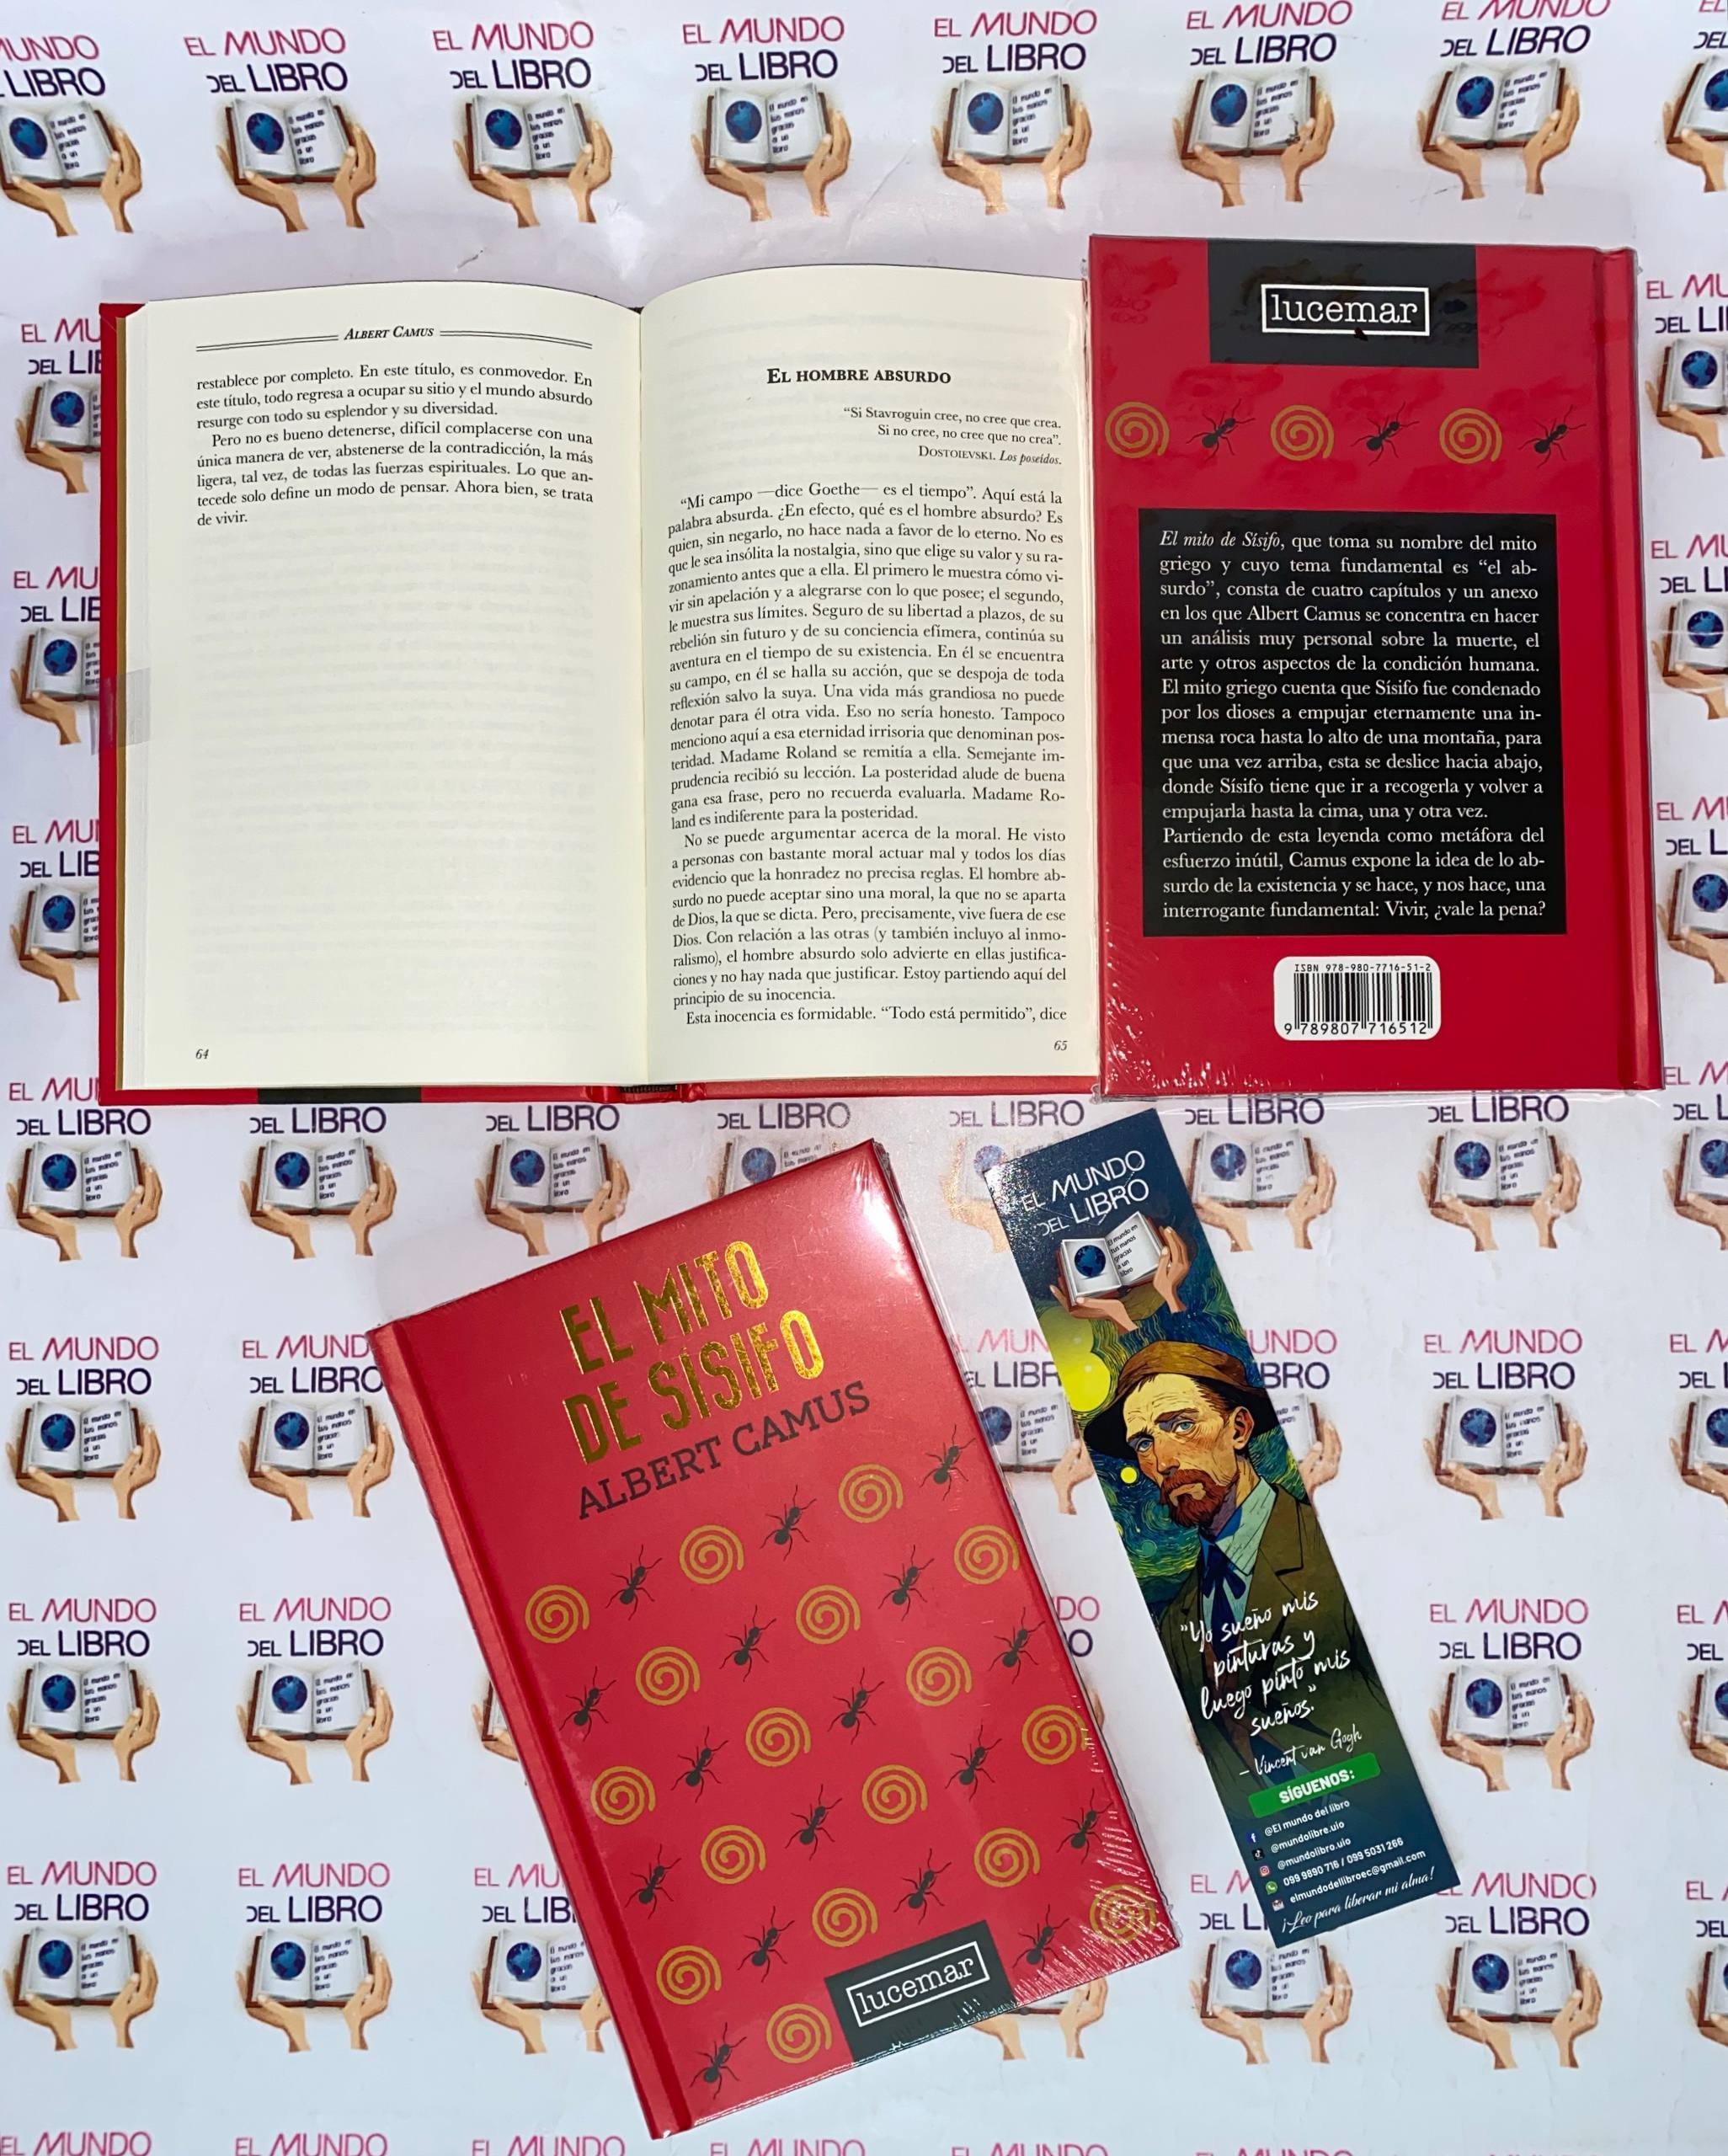 EL MUNDO
DEL LIBRO
El mundo en
tus manos
gracias
a un
libro
ALBERT CAMUS
restablece por completo. En este título, es conmovedor. En
este título, todo regresa a ocupar su sitio y el mundo absurdo
resurge con todo su esplendor y su diversidad.
Pero no es bueno detenerse, difícil complacerse con una
única manera de ver, abstenerse de la contradicción, la más
ligera, tal vez, de todas las fuerzas espirituales. Lo que an-
tecede solo define un modo de pensar. Ahora bien, se trata
de vivir.
64
EL HOMBRE ABSURDO
“Si Stavroguin cree, no cree que crea.
Si no cree, no cree que no crea”.
DOSTOIEVSKI. Los poseídos.
“Mi campo —dice Goethe— es el tiempo”. Aquí está la
palabra absurda. ¿En efecto, qué es el hombre absurdo? Es
quien, sin negarlo, no hace nada a favor de lo eterno. No es
que le sea insólita la nostalgia, sino que elige su valor y su ra-
zonamiento antes que a ella. El primero le muestra cómo vi-
vir sin apelación y a alegrarse con lo que posee; el segundo,
le muestra sus límites. Seguro de su libertad a plazos, de su
rebelión sin futuro y de su conciencia efímera, continúa su
aventura en el tiempo de su existencia. En él se encuentra
su campo, en él se halla su acción, que se despoja de toda
reflexión salvo la suya. Una vida más grandiosa no puede
denotar para él otra vida. Eso no sería honesto. Tampoco
menciono aquí a esa eternidad irrisoria que denominan pos-
teridad. Madame Roland se remitía a ella. Semejante im-
prudencia recibió su lección. La posteridad alude de buena
gana esa frase, pero no recuerda evaluarla. Madame Ro-
land es indiferente para la posteridad.
No se puede argumentar acerca de la moral. He visto
a personas con bastante moral actuar mal y todos los días
evidencio que la honradez no precisa reglas. El hombre ab-
surdo no puede aceptar sino una moral, la que no se aparta
de Dios, la que se dicta. Pero, precisamente, vive fuera de ese
Dios. Con relación a las otras (y también incluyo al inmo-
ralismo), el hombre absurdo solo advierte en ellas justifica-
ciones y no hay nada que justificar. Estoy partiendo aquí del
principio de su inocencia.
Esta inocencia es formidable. “Todo está permitido”, dice
65
lucemar
El mito de Sísifo, que toma su nombre del mito
griego y cuyo tema fundamental es “el ab-
surdo”, consta de cuatro capítulos y un anexo
en los que Albert Camus se concentra en hacer
un análisis muy personal sobre la muerte, el
arte y otros aspectos de la condición humana.
El mito griego cuenta que Sísifo fue condenado
por los dioses a empujar eternamente una in-
mensa roca hasta lo alto de una montaña, para
que una vez arriba, esta se deslice hacia abajo,
donde Sísifo tiene que ir a recogerla y volver a
empujarla hasta la cima, una y otra vez.
Partiendo de esta leyenda como metáfora del
esfuerzo inútil, Camus expone la idea de lo ab-
surdo de la existencia y se hace, y nos hace, una
interrogante fundamental: Vivir, ¿vale la pena?
ISBN 978-980-7716-51-2
9 789807 716512
EL MITO
DE SÍSIFO
ALBERT CAMUS
lucemar
EL MUNDO
DEL LIBRO
El mundo en
tus manos
gracias
a un
libro
"Yo sueño mis
pinturas y
luego pinto mis
sueños."
- Vincent van Gogh
SÍGUENOS:
@El mundo del libro
@mundolibre.uio
@mundolibro.uio
099 9890 716 / 099 5031 266
elmundodellibroec@gmail.com
¡Leo para liberar mi alma!